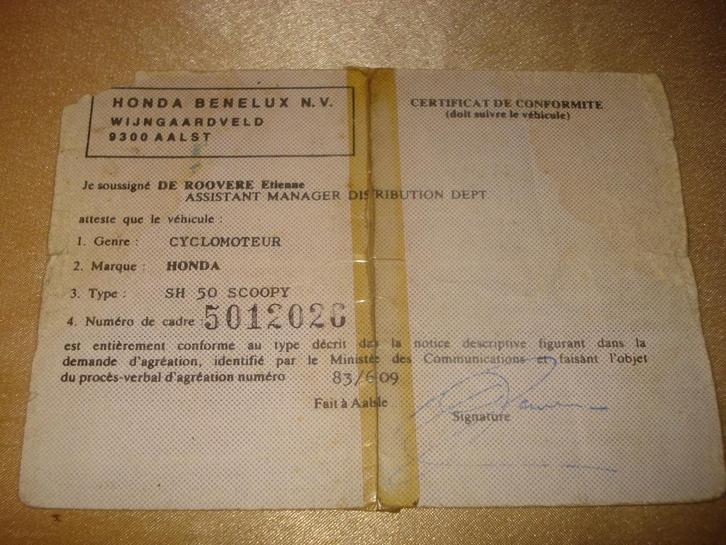 HONDA BENELUX N.V.
WIJNGAARDVELD
9300 AALST
CERTIFICAT DE CONFORMITE
(doit suivre le véhicule)
Je soussigné DE ROOVERE Etienne
ASSISTANT MANAGER DISTRIBUTION DEPT
atteste que le véhicule :
1. Genre : CYCLOMOTEUR
2. Marque : HONDA
3. Type : SH 50 SCOOPY
4. Numéro de cadre 5012026
est entièrement conforme au type décrit das la notice descriptive figurant dans la
demande d'agréation, identifié par le Ministèe des Communications et faisant l'objet
du procès-verbal d'agréation numéro 83/609
Fait à Aalste
Signature